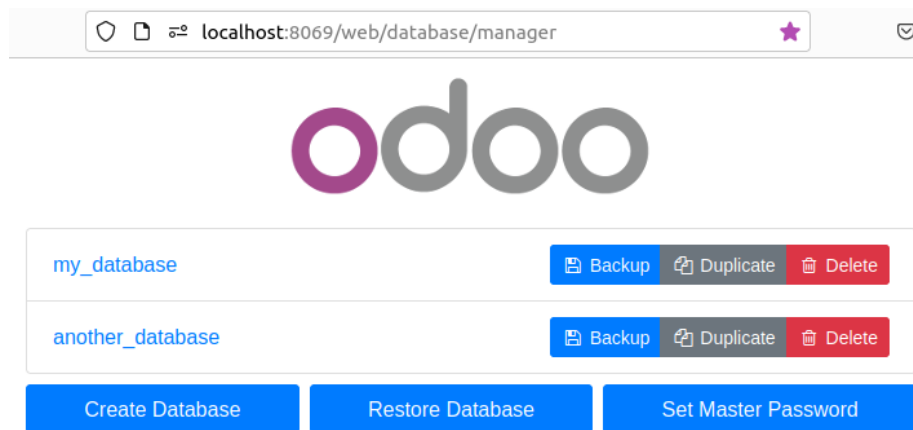 localhost:8069/web/database/manager
odoo
my_database Backup Duplicate Delete
another_database Backup Duplicate Delete
Create Database Restore Database Set Master Password